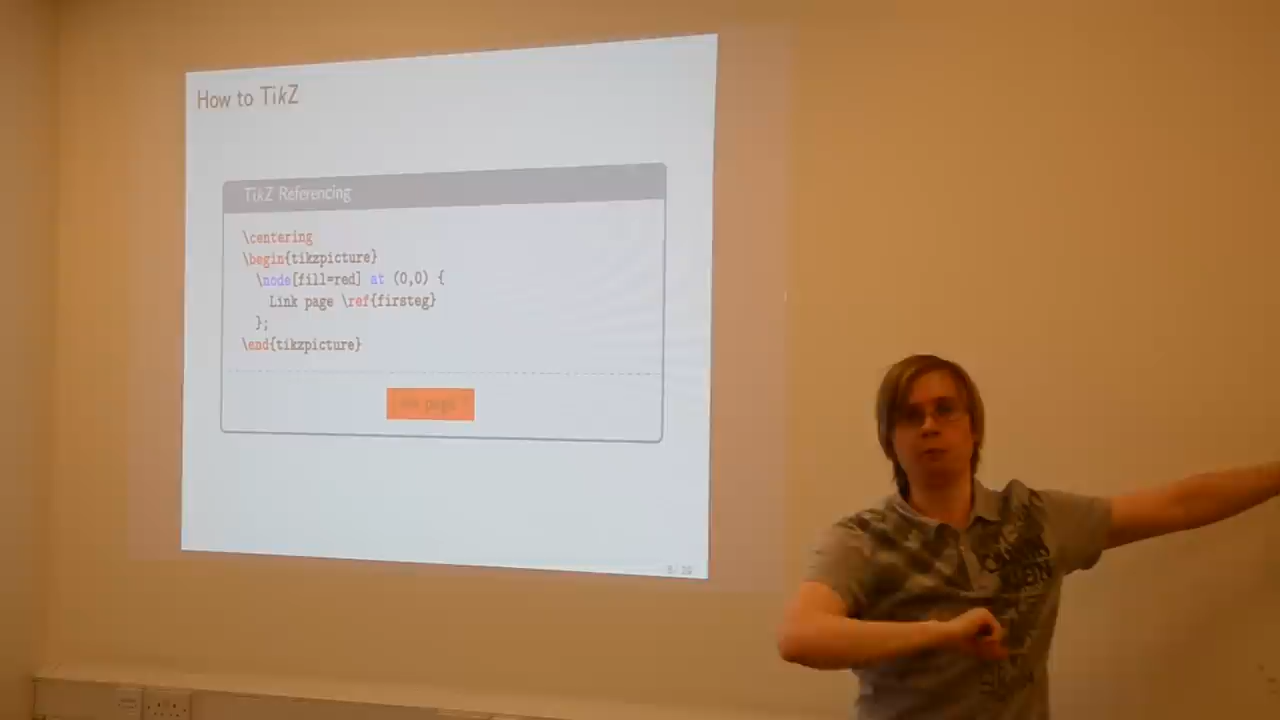 How to TikZ
TikZ Referencing
\centering
\begin{tikzpicture}
\node[fill=red] at (0,0) {
Link page \ref{firsteg}
};
\end{tikzpicture}
page